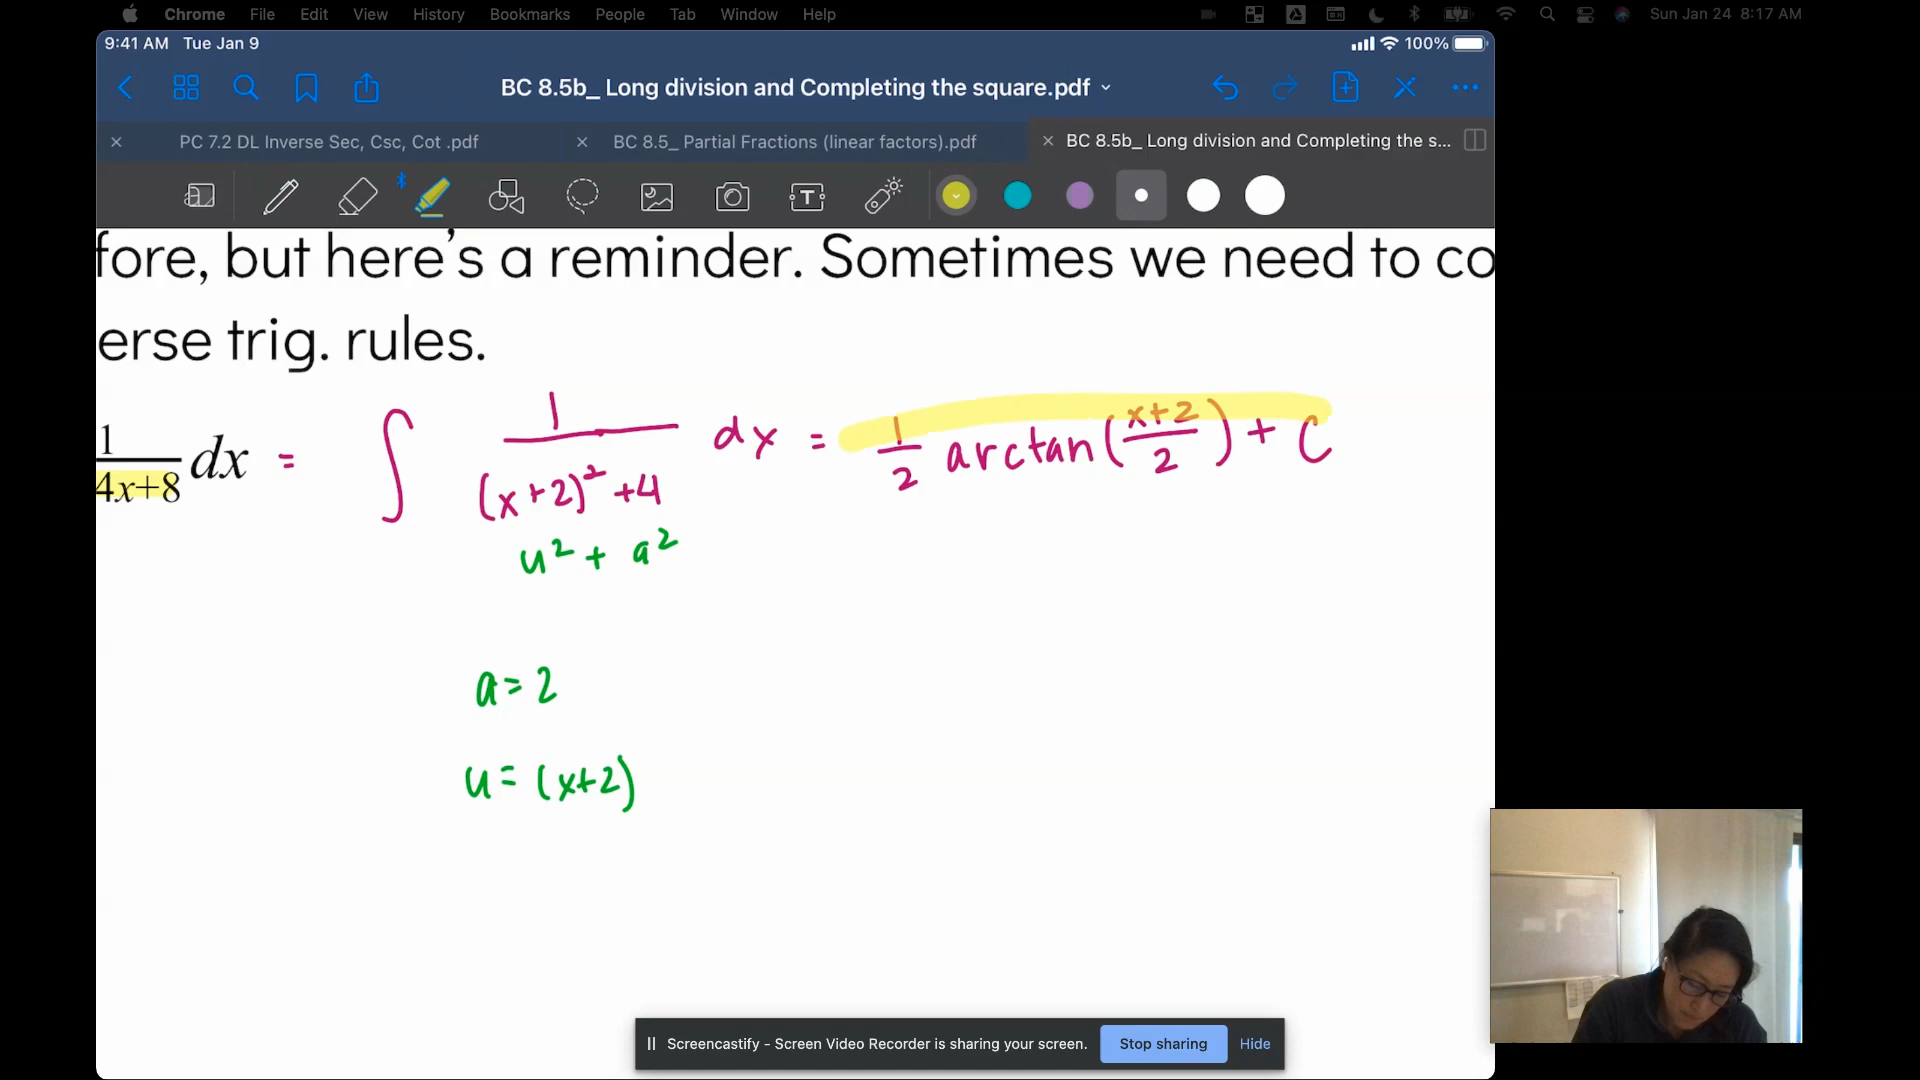 Chrome File Edit View History Bookmarks People Tab Window Help Sun Jan 24 8:17 AM
9:41 AM Tue Jan 9 100%
BC 8.5b_ Long division and Completing the square.pdf
PC 7.2 DL Inverse Sec, Csc, Cot .pdf BC 8.5_ Partial Fractions (linear factors).pdf BC 8.5b_ Long division and Completing the s...
T
fore, but here's a reminder. Sometimes we need to co
erse trig. rules.
1/4x+8 dx = ∫ 1/((x+2)² +4) dx = 1/2 arctan((x+2)/2) + C
u² + a²
a = 2
u = (x+2)
Screencastify - Screen Video Recorder is sharing your screen. Stop sharing Hide